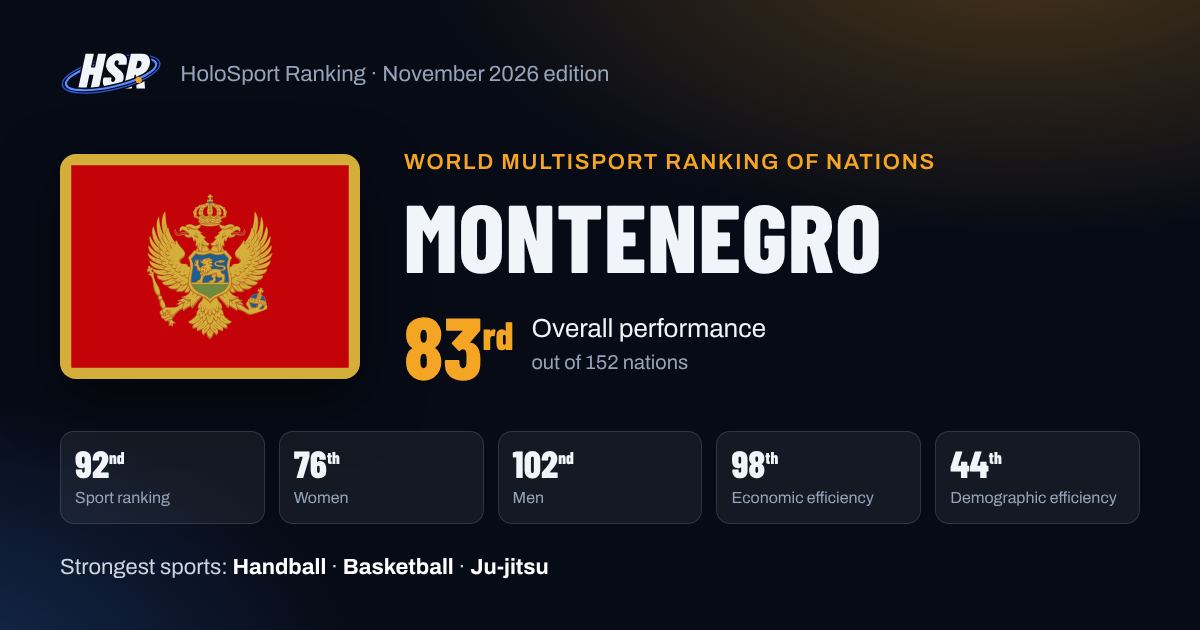 HSR HoloSport Ranking · November 2026 edition
WORLD MULTISPORT RANKING OF NATIONS
MONTENEGRO
83rd Overall performance
out of 152 nations
92nd
Sport ranking
76th
Women
102nd
Men
98th
Economic efficiency
44th
Demographic efficiency
Strongest sports: Handball · Basketball · Ju-jitsu